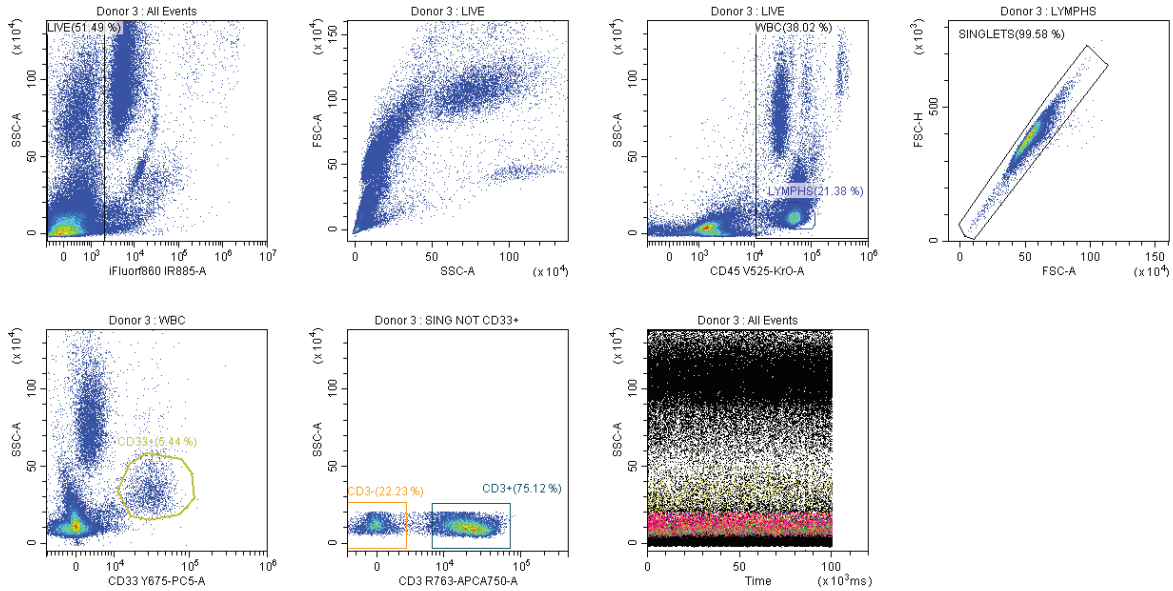 Donor 3 : All Events
LIVE(51.49 %)
SSC-A
(x 10⁴)
0
50
100
0
10³
10⁴
10⁵
10⁶
10⁷
iFluorf860 IR885-A
Donor 3 : LIVE
FSC-A
(x 10⁴)
0
50
100
150
0
50
100
SSC-A
(x 10⁴)
Donor 3 : LIVE
WBC(38.02 %)
LYMPHS(21.38 %)
SSC-A
(x 10⁴)
0
50
100
0
10³
10⁴
10⁵
10⁶
CD45 V525-KrO-A
Donor 3 : LYMPHS
SINGLETS(99.58 %)
FSC-H
(x 10³)
0
500
0
50
100
150
FSC-A
(x 10⁴)
Donor 3 : WBC
CD33+(5.44 %)
SSC-A
(x 10⁴)
0
50
100
0
10⁴
10⁵
10⁶
CD33 Y675-PC5-A
Donor 3 : SING NOT CD33+
CD3-(22.23 %)
CD3+(75.12 %)
SSC-A
(x 10⁴)
0
50
100
0
10⁴
10⁵
CD3 R763-APCA750-A
Donor 3 : All Events
SSC-A
(x 10⁴)
0
50
100
0
50
100
Time
(x 10³ms)